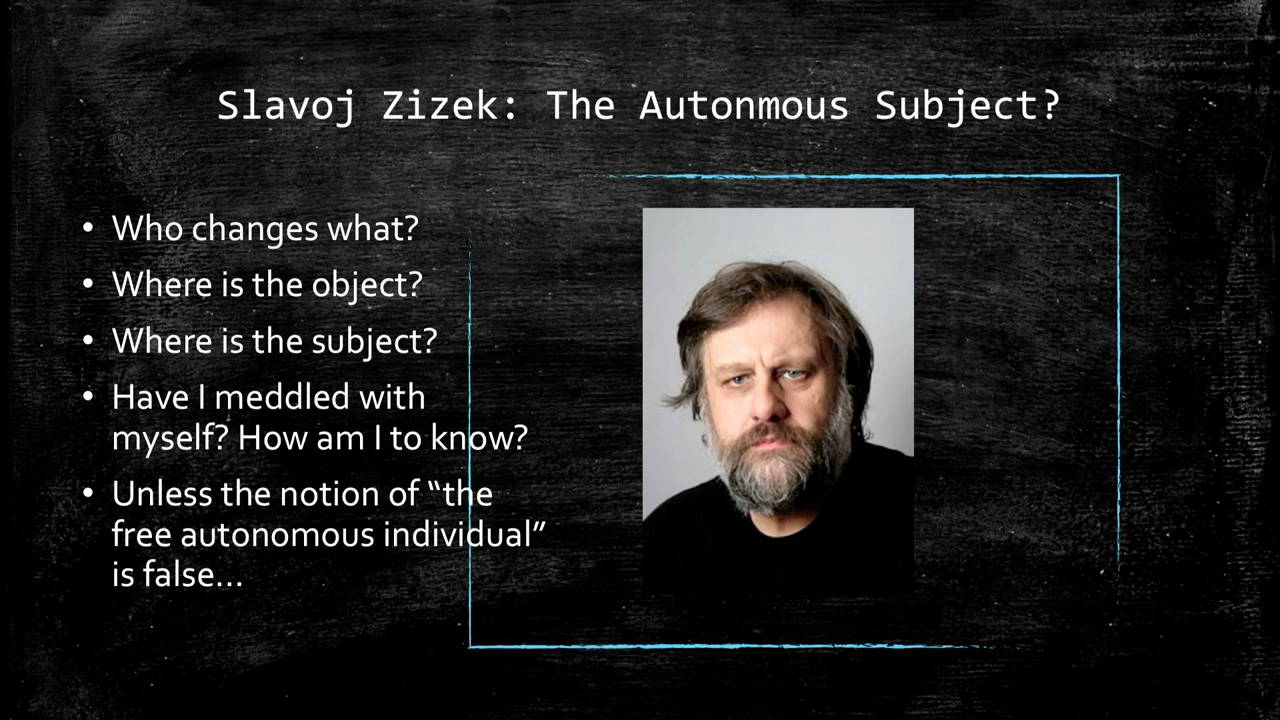 Slavoj Zizek: The Autonmous Subject?
• Who changes what?
• Where is the object?
• Where is the subject?
• Have I meddled with
myself? How am I to know?
• Unless the notion of “the
free autonomous individual”
is false...